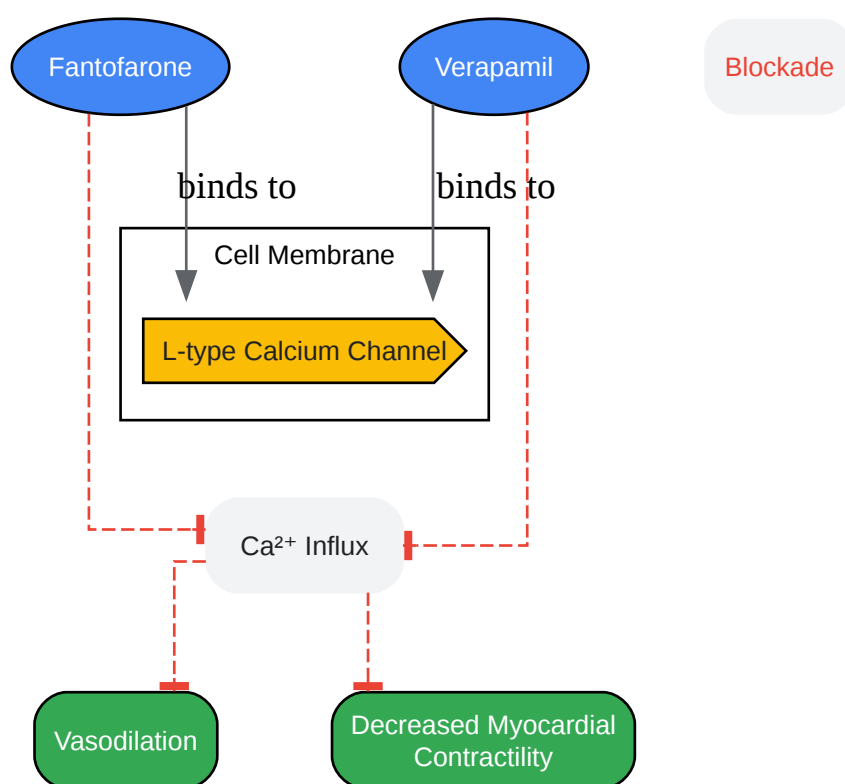 Fantofarone
Verapamil
Blockade
binds to
binds to
Cell Membrane
L-type Calcium Channel
Ca²⁺ Influx
Vasodilation
Decreased Myocardial
Contractility